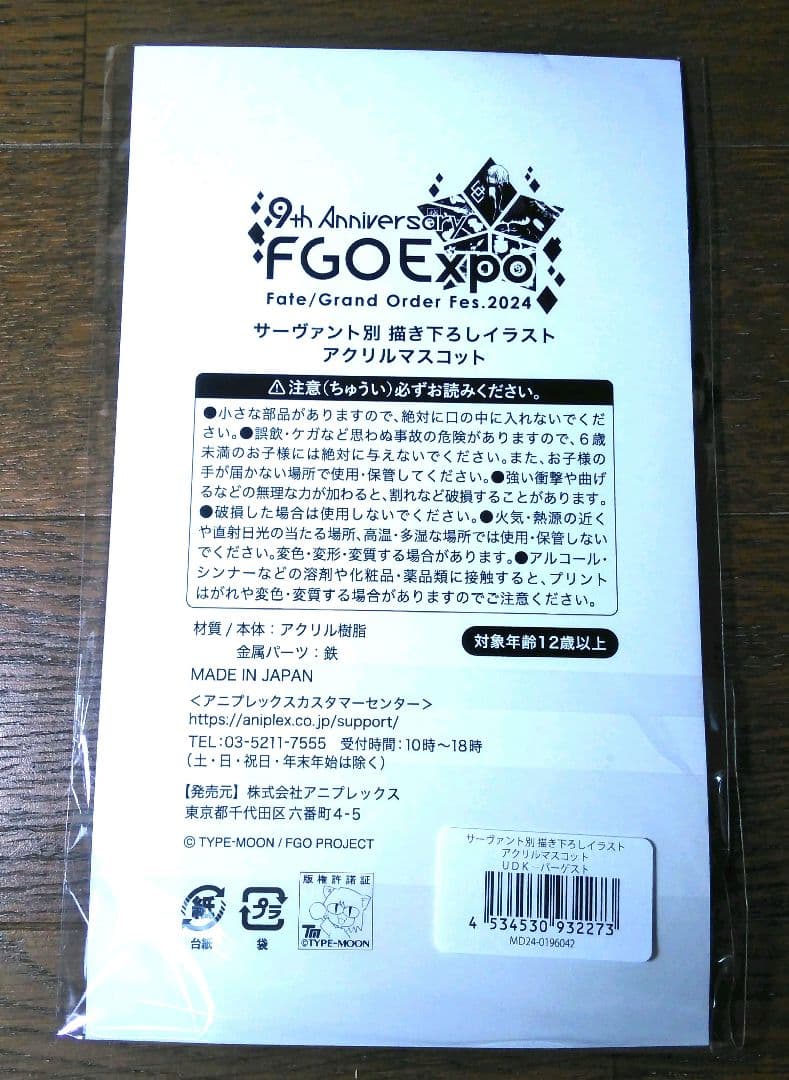 9th Anniversary
FGO Expo
Fate/Grand Order Fes.2024
サーヴァント別 描き下ろしイラスト
アクリルマスコット
⚠注意(ちゅうい)必ずお読みください。
●小さな部品がありますので、絶対に口の中に入れないでくだ
さい。●誤飲・ケガなど思わぬ事故の危険がありますので、6歳
未満のお子様には絶対に与えないでください。また、お子様の
手が届かない場所で使用・保管してください。●強い衝撃や曲げ
るなどの無理な力が加わると、割れなど破損することがあります。
●破損した場合は使用しないでください。●火気・熱源の近く
や直射日光の当たる場所、高温・多湿な場所では使用・保管しない
でください。変色・変形・変質する場合があります。●アルコール・
シンナーなどの溶剤や化粧品・薬品類に接触すると、プリント
はがれや変色・変質する場合がありますのでご注意ください。
材質/本体:アクリル樹脂
金属パーツ:鉄
対象年齢12歳以上
MADE IN JAPAN
<アニプレックスカスタマーセンター>
https://aniplex.co.jp/support/
TEL:03-5211-7555 受付時間:10時~18時
(土・日・祝日・年末年始は除く)
【発売元】株式会社アニプレックス
東京都千代田区六番町4-5
© TYPE-MOON / FGO PROJECT
紙
台紙
プラ
袋
版権許諾証
TM
©TYPE-MOON
サーヴァント別 描き下ろしイラスト
アクリルマスコット
UDK-バーゲスト
4 534530 932273
MD24-0196042